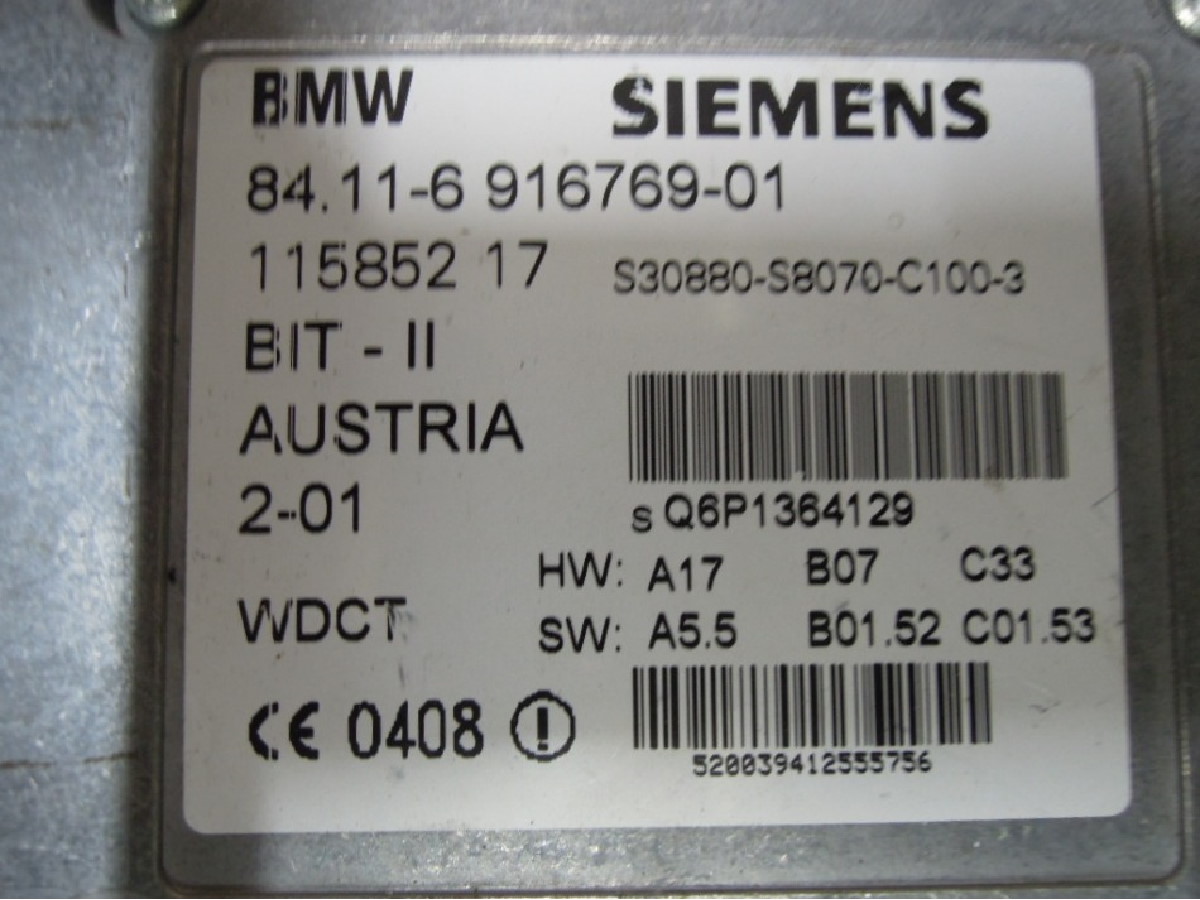 BMW SIEMENS
84.11-6 916769-01
115852 17 S30880-S8070-C100-3
BIT - II
AUSTRIA
2-01 s Q6P1364129
HW: A17 B07 C33
WDCT SW: A5.5 B01.52 C01.53
CE 0408
520039412555756